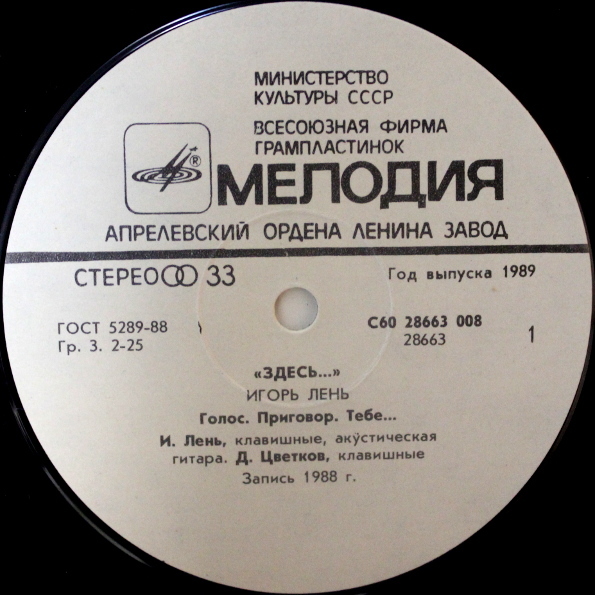 МИНИСТЕРСТВО
КУЛЬТУРЫ СССР
ВСЕСОЮЗНАЯ ФИРМА
ГРАМПЛАСТИНОК
®
МЕЛОДИЯ
АПРЕЛЕВСКИЙ ОРДЕНА ЛЕНИНА ЗАВОД
СТЕРЕО 33
Год выпуска 1989
ГОСТ 5289-88
Гр. 3. 2-25
С60 28663 008
28663
1
«ЗДЕСЬ...»
ИГОРЬ ЛЕНЬ
Голос. Приговор. Тебе...
И. Лень, клавишные, акустическая
гитара. Д. Цветков, клавишные
Запись 1988 г.